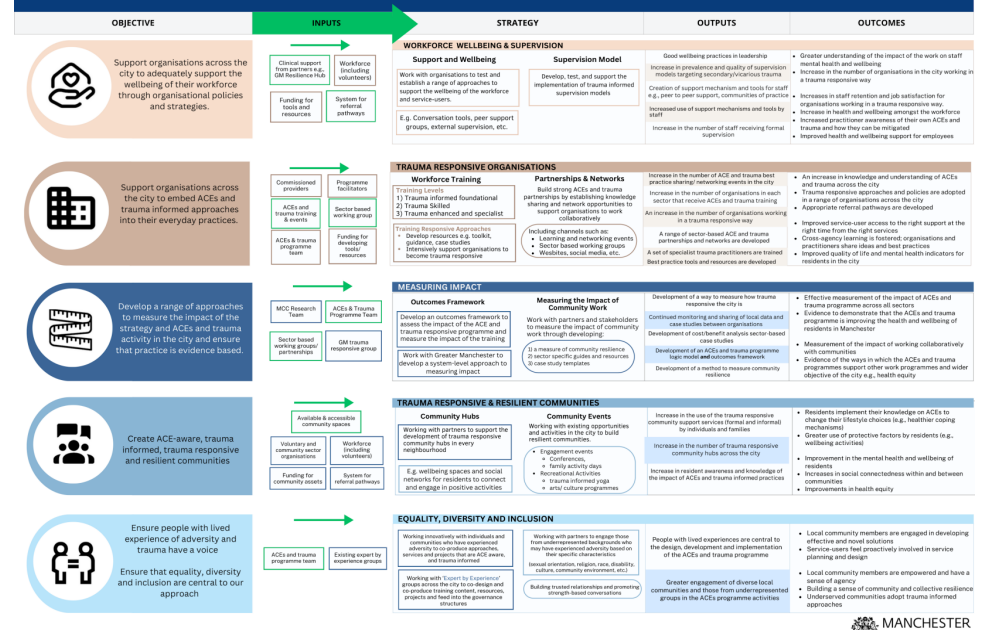 OBJECTIVE
INPUTS
STRATEGY
OUTPUTS
OUTCOMES
Support organisations across the
city to adequately support the
wellbeing of their workforce
through organisational policies
and strategies.
Clinical support
from partners e.g.,
GM Resilience Hub
Workforce
(including
volunteers)
Funding for
tools and
resources
System for
referral
pathways
WORKFORCE WELLBEING & SUPERVISION
Support and Wellbeing
Work with organisations to test and
establish a range of approaches to
support the wellbeing of the workforce
and service-users.
E.g. Conversation tools, peer support
groups, external supervision, etc.
Supervision Model
Develop, test, and support the
implementation of trauma informed
supervision models
Good wellbeing practices in leadership
Increase in prevalence and quality of supervision
models targeting secondary/vicarious trauma
Creation of support mechanism and tools for staff
e.g., peer to peer support, communities of practice
Increased use of support mechanisms and tools by
staff
Increase in the number of staff receiving formal
supervision
• Greater understanding of the impact of the work on staff
mental health and wellbeing
• Increase in the number of organisations in the city working in
a trauma responsive way
• Increases in staff retention and job satisfaction for
organisations working in a trauma responsive way.
• Increase in health and wellbeing amongst the workforce
• Increased practitioner awareness of their own ACEs and
trauma and how they can be mitigated
• Improved health and wellbeing support for employees
Support organisations across
the city to embed ACEs and
trauma informed approaches
into their everyday practices.
Commissioned
providers
Programme
facilitators
ACEs and
trauma training
& events
Sector based
working group
ACEs & trauma
programme
team
Funding for
developing
tools/
resources
TRAUMA RESPONSIVE ORGANISATIONS
Workforce Training
Training Levels
1) Trauma informed foundational
2) Trauma Skilled
3) Trauma enhanced and specialist
Training Responsive Approaches
• Develop resources e.g. toolkit,
guidance, case studies
• Intensively support organisations to
become trauma responsive
Partnerships & Networks
Build strong ACEs and trauma
partnerships by establishing knowledge
sharing and network opportunities to
support organisations to work
collaboratively
Including channels such as:
• Learning and networking events
• Sector based working groups
• Wesbites, social media, etc.
Increase in the number of ACE and trauma best
practice sharing/ networking events in the city
Increase in the number of organisations in each
sector that receive ACEs and trauma training
An increase in the number of organisations working
in a trauma responsive way
A range of sector-based ACE and trauma
partnerships and networks are developed
A set of specialist trauma practitioners are trained
Best practice tools and resources are developed
• An increase in knowledge and understanding of ACEs
and trauma across the city
• Trauma responsive approaches and policies are adopted
in a range of organisations across the city
• Appropriate referral pathways are developed
• Improved service-user access to the right support at the
right time from the right services
• Cross-agency learning is fostered; organisations and
practitioners share ideas and best practices
• Improved quality of life and mental health indicators for
residents in the city
Develop a range of approaches
to measure the impact of the
strategy and ACEs and trauma
activity in the city and ensure
that practice is evidence based.
MCC Research
Team
ACEs & Trauma
Programme Team
Sector based
working groups/
partnerships
GM trauma
responsive group
MEASURING IMPACT
Outcomes Framework
Develop an outcomes framework to
assess the impact of the ACE and
trauma responsive programme and
measure the impact of the training
Work with Greater Manchester to
develop a system-level approach to
measuring impact
Measuring the Impact of
Community Work
Work with partners and stakeholders
to measure the impact of community
work through developing:
1) a measure of community resilience
2) sector specific guides and resources
3) case study templates
Development of a way to measure how trauma
responsive the city is
Continued monitoring and sharing of local data and
case studies between organisations
Development of cost/benefit analysis sector-based
case studies
Development of an ACEs and trauma programme
logic model and outcomes framework
Development of a method to measure community
resilience
• Effective measurement of the impact of ACEs and
trauma programme across all sectors
• Evidence to demonstrate that the ACEs and trauma
programme is improving the health and wellbeing of
residents in Manchester
• Measurement of the impact of working collaboratively
with communities
• Evidence of the ways in which the ACEs and trauma
programmes support other work programmes and wider
objective of the city e.g., health equity
Create ACE-aware, trauma
informed, trauma responsive
and resilient communities
Available & accessible
community spaces
Voluntary and
community sector
organisations
Workforce
(including
volunteers)
Funding for
community assets
System for
referral pathways
TRAUMA RESPONSIVE & RESILIENT COMMUNITIES
Community Hubs
Working with partners to support the
development of trauma responsive
community hubs in every
neighbourhood
E.g. wellbeing spaces and social
networks for residents to connect
and engage in positive activities
Community Events
Working with existing opportunities
and activities in the city to build
resilient communities.
• Engagement events
• Conferences,
• family activity days
• Recreational Activities
• trauma informed yoga
• arts/ culture programmes
Increase in the use of the trauma responsive
community support services (formal and informal)
by individuals and families
Increase in the number of trauma responsive
community hubs across the city
Increase in resident awareness and knowledge of
the impact of ACEs and trauma informed practices
• Residents implement their knowledge on ACEs to
change their lifestyle choices (e.g., healthier coping
mechanisms)
• Greater use of protective factors by residents (e.g.,
wellbeing activities)
• Improvement in the mental health and wellbeing of
residents
• Increases in social connectedness within and between
communities
• Improvements in health equity
Ensure people with lived
experience of adversity and
trauma have a voice
Ensure that equality, diversity
and inclusion are central to our
approach
ACEs and trauma
programme team
Existing expert by
experience groups
EQUALITY, DIVERSITY AND INCLUSION
Working innovatively with individuals and
communities who have experienced
adversity to co-produce approaches,
services and projects that are ACE aware,
and trauma informed
Working with 'Expert by Experience'
groups across the city to co-design and
co-produce training content, resources,
projects and feed into the governance
structures
Working with partners to engage those
from underrepresented backgrounds who
may have experienced adversity based on
their specific characteristics
(sexual orientation, religion, race, disability,
culture, community environment, etc.)
Building trusted relationships and promoting
strength-based conversations
People with lived experiences are central to
the design, development and implementation
of the ACEs and trauma programme
Greater engagement of diverse local
communities and those from underrepresented
groups in the ACEs programme activities
• Local community members are engaged in developing
effective and novel solutions
• Service-users feel proactively involved in service
planning and design
• Local community members are empowered and have a
sense of agency
• Building a sense of community and collective resilience
• Underserved communities adopt trauma informed
approaches
MANCHESTER